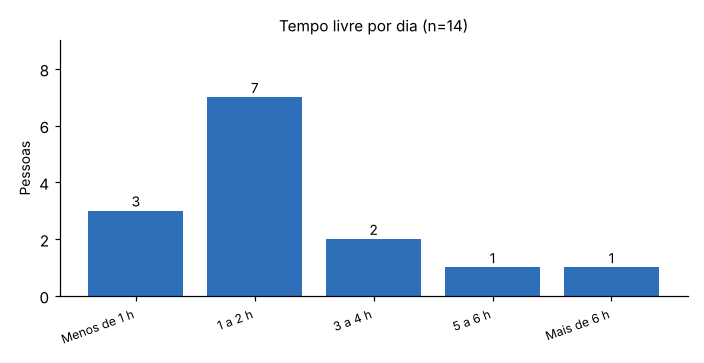 Tempo livre por dia (n=14)
Pessoas
8
6
4
2
0
3
7
2
1
1
Menos de 1 h
1 a 2 h
3 a 4 h
5 a 6 h
Mais de 6 h